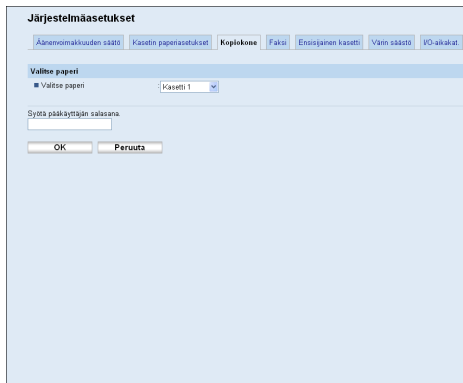 Järjestelmäasetukset
Äänenvoimakkuuden säätö Kasetin paperiasetukset Kopiokone Faksi Ensisijainen kasetti Värin säästö I/O-aikakat.
Valitse paperi
Valitse paperi : Kasetti 1
Syötä pääkäyttäjän salasana.
OK Peruuta